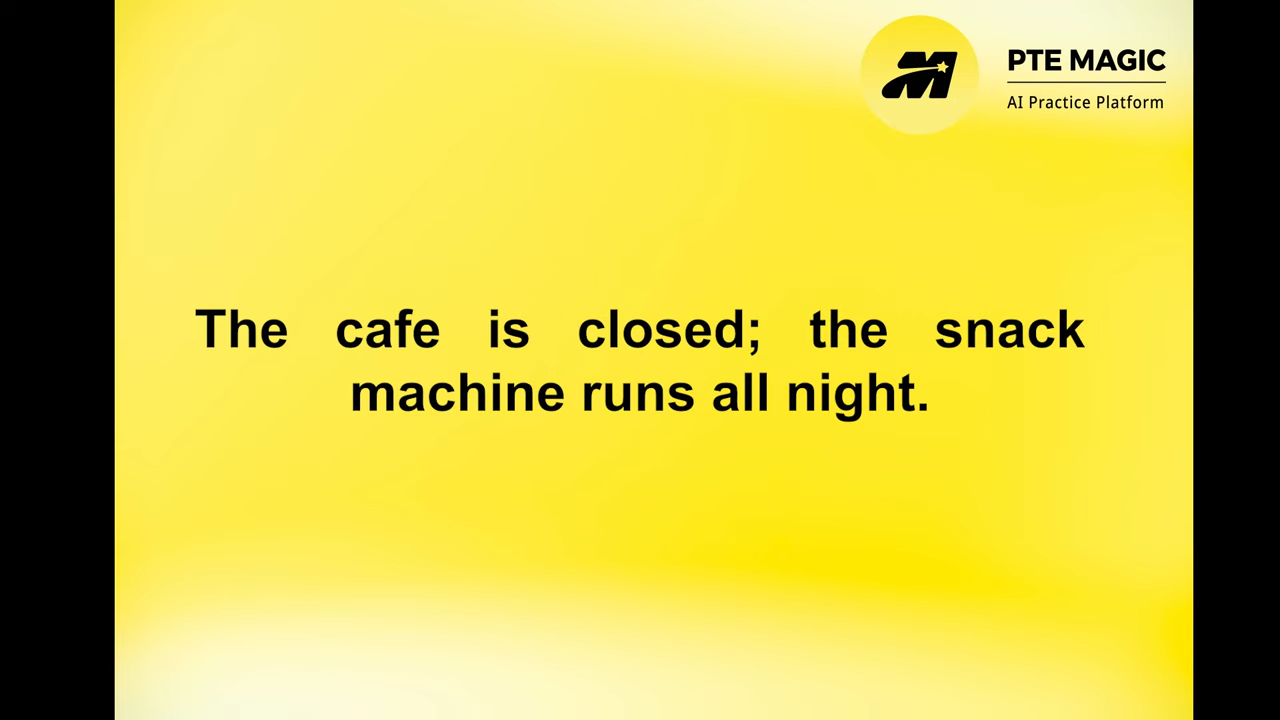 PTE MAGIC
AI Practice Platform
The cafe is closed; the snack
machine runs all night.